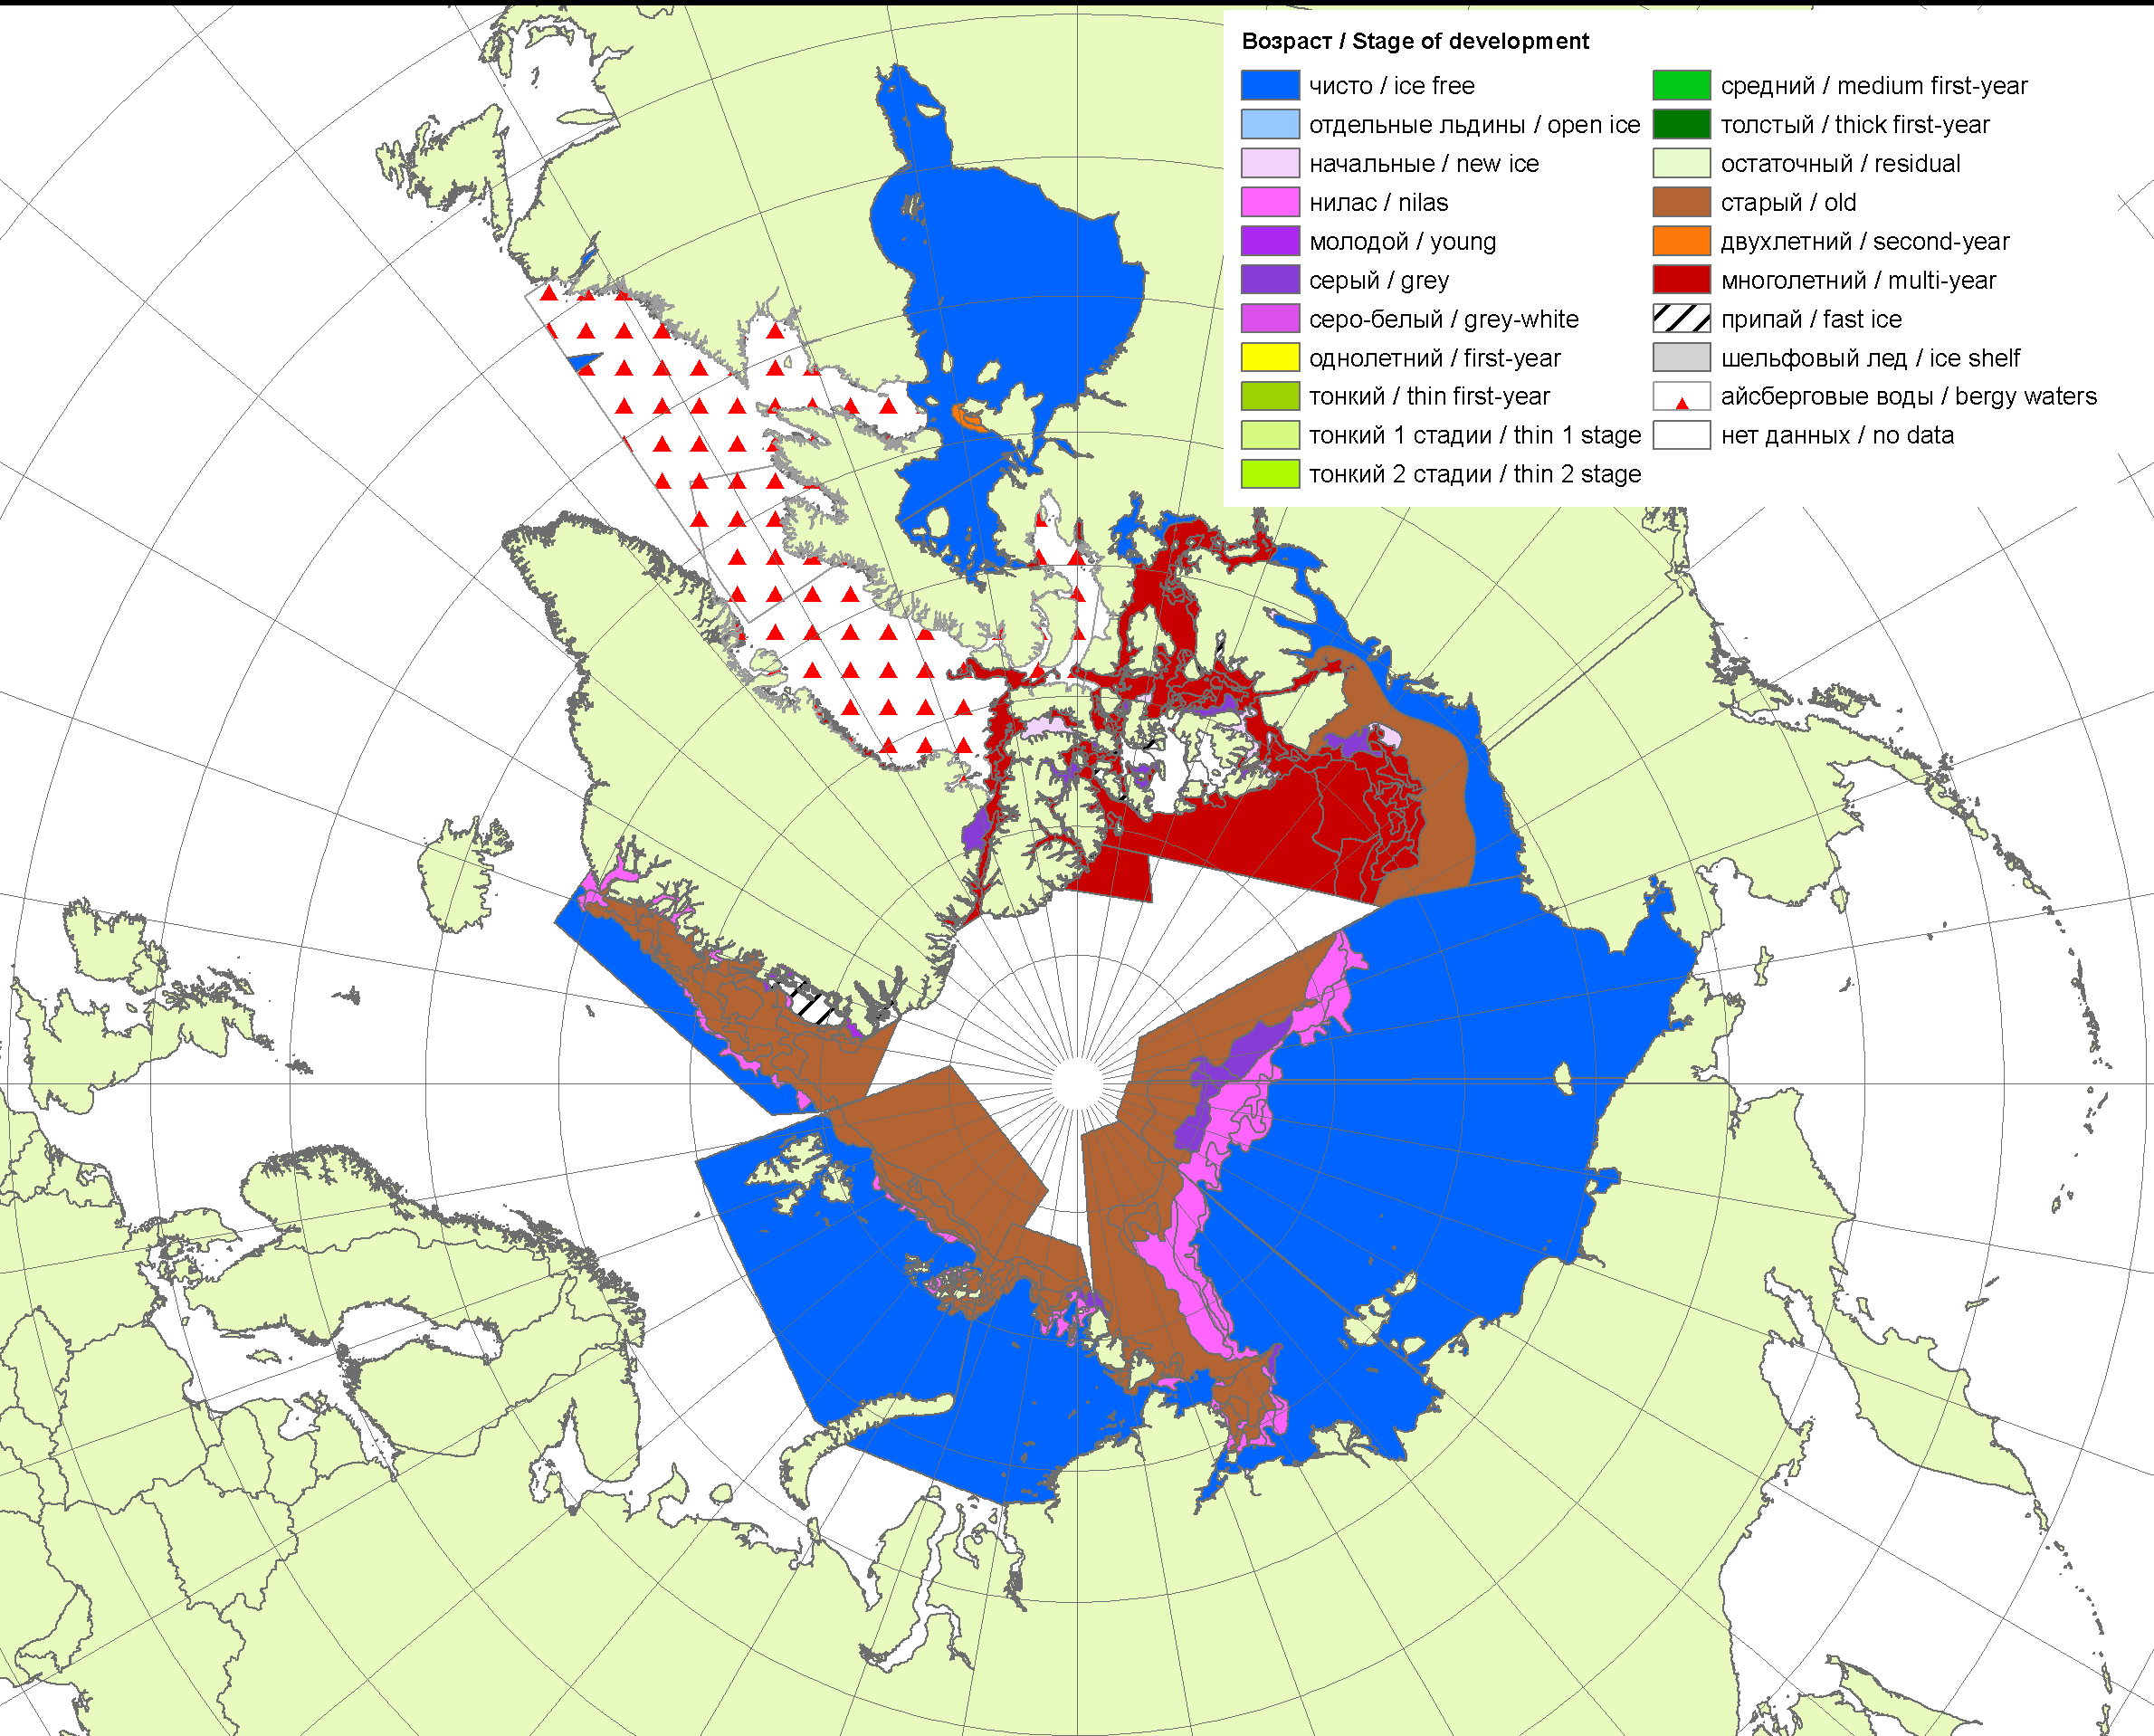 Возраст / Stage of development
чисто / ice free
отдельные льдины / open ice
начальные / new ice
нилас / nilas
молодой / young
серый / grey
серо-белый / grey-white
однолетний / first-year
тонкий / thin first-year
тонкий 1 стадии / thin 1 stage
тонкий 2 стадии / thin 2 stage
средний / medium first-year
толстый / thick first-year
остаточный / residual
старый / old
двухлетний / second-year
многолетний / multi-year
припай / fast ice
шельфовый лед / ice shelf
айсберговые воды / bergy waters
нет данных / no data